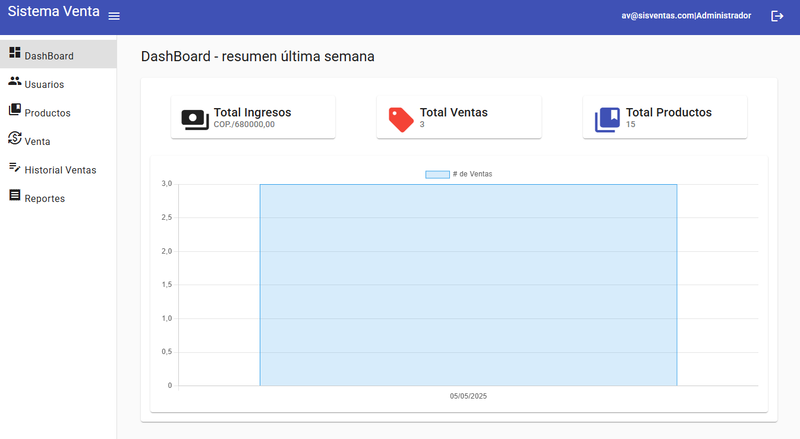 Sistema Venta
av@sisventas.com|Administrador
DashBoard
Usuarios
Productos
Venta
Historial Ventas
Reportes
DashBoard - resumen última semana
Total Ingresos
COP./680000,00
Total Ventas
3
Total Productos
15
# de Ventas
3,0
2,5
2,0
1,5
1,0
0,5
0
05/05/2025